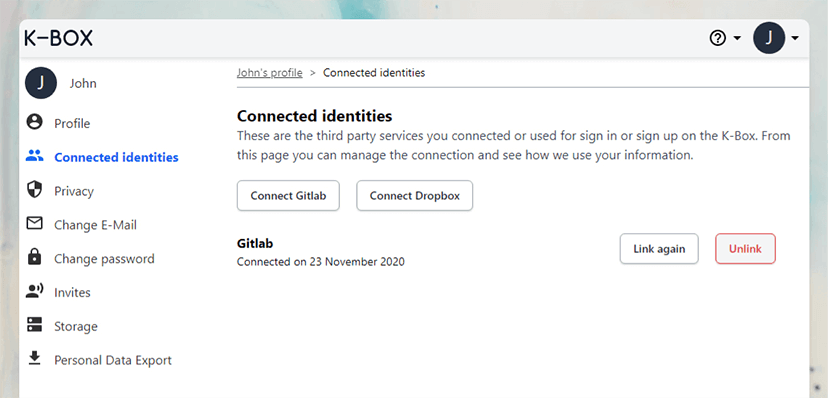 K-BOX
? J
J John
John's profile > Connected identities
Profile
Connected identities
Privacy
Change E-Mail
Change password
Invites
Storage
Personal Data Export
Connected identities
These are the third party services you connected or used for sign in or sign up on the K-Box. From
this page you can manage the connection and see how we use your information.
Connect Gitlab Connect Dropbox
Gitlab
Connected on 23 November 2020
Link again Unlink